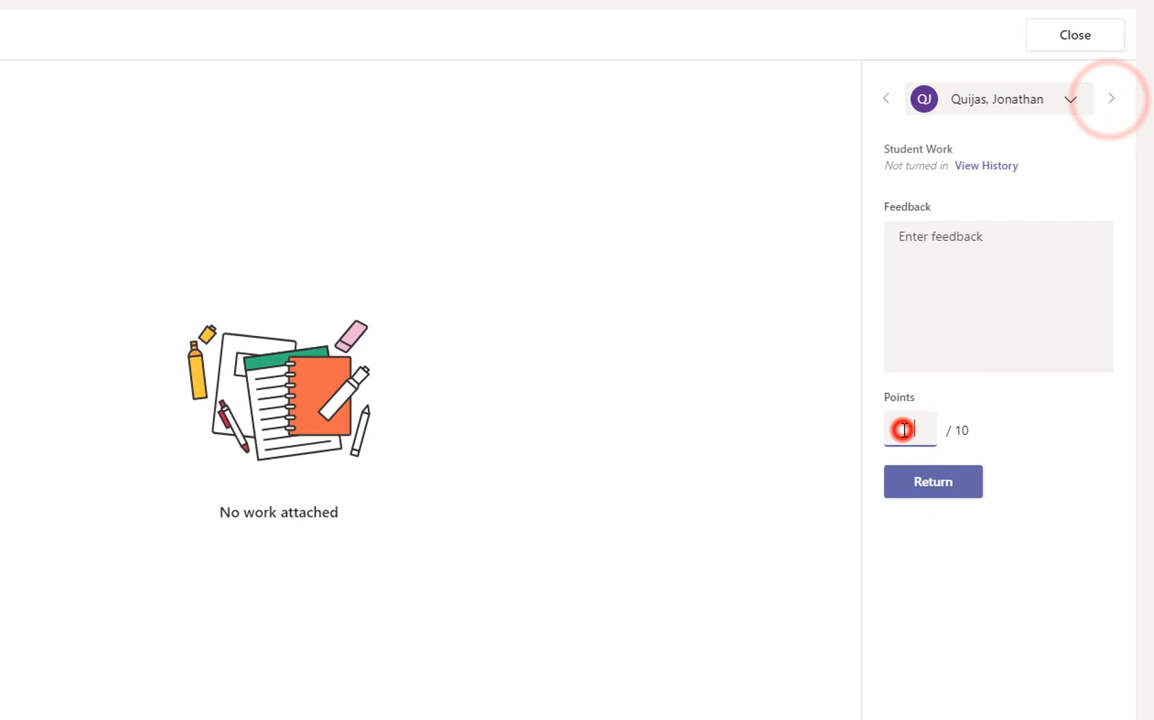 Close
QJ Quijas, Jonathan
Student Work
Not turned in View History
Feedback
Enter feedback
Points
/ 10
Return
No work attached